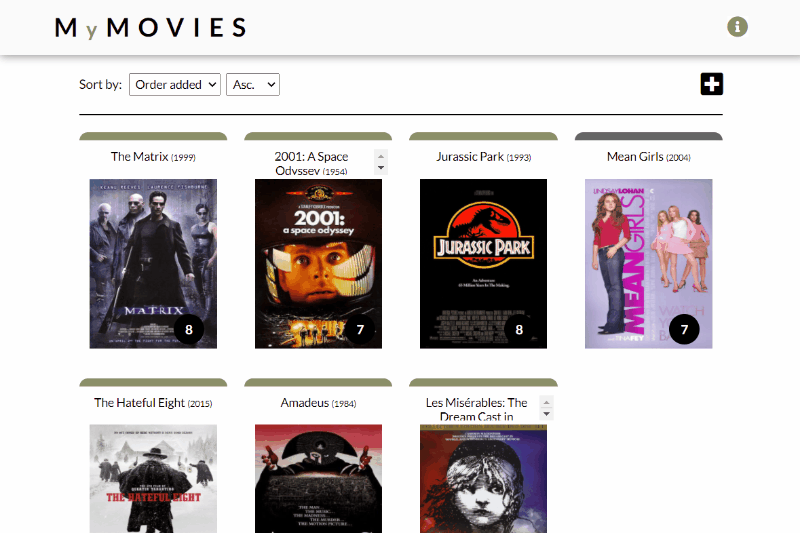 MyMOVIES
Sort by: Order added Asc.
The Matrix (1999)
2001: A Space
Odyssey (1954)
Jurassic Park (1993)
Mean Girls (2004)
KEANU REEVES LAURENCE FISHBURNE
MATRIX
8
2001:
a space odyssey
7
JURASSIC PARK
An Adventure
65 Million Years In The Making.
8
LINDSAY LOHAN
MEAN GIRLS
WATCH
TINA FEY
7
The Hateful Eight (2015)
Amadeus (1984)
Les Misérables: The
Dream Cast in
THE HATEFUL EIGHT
THE MAN...
THE MUSIC...
THE MADNESS...
THE MURDER...
THE MOTION PICTURE...